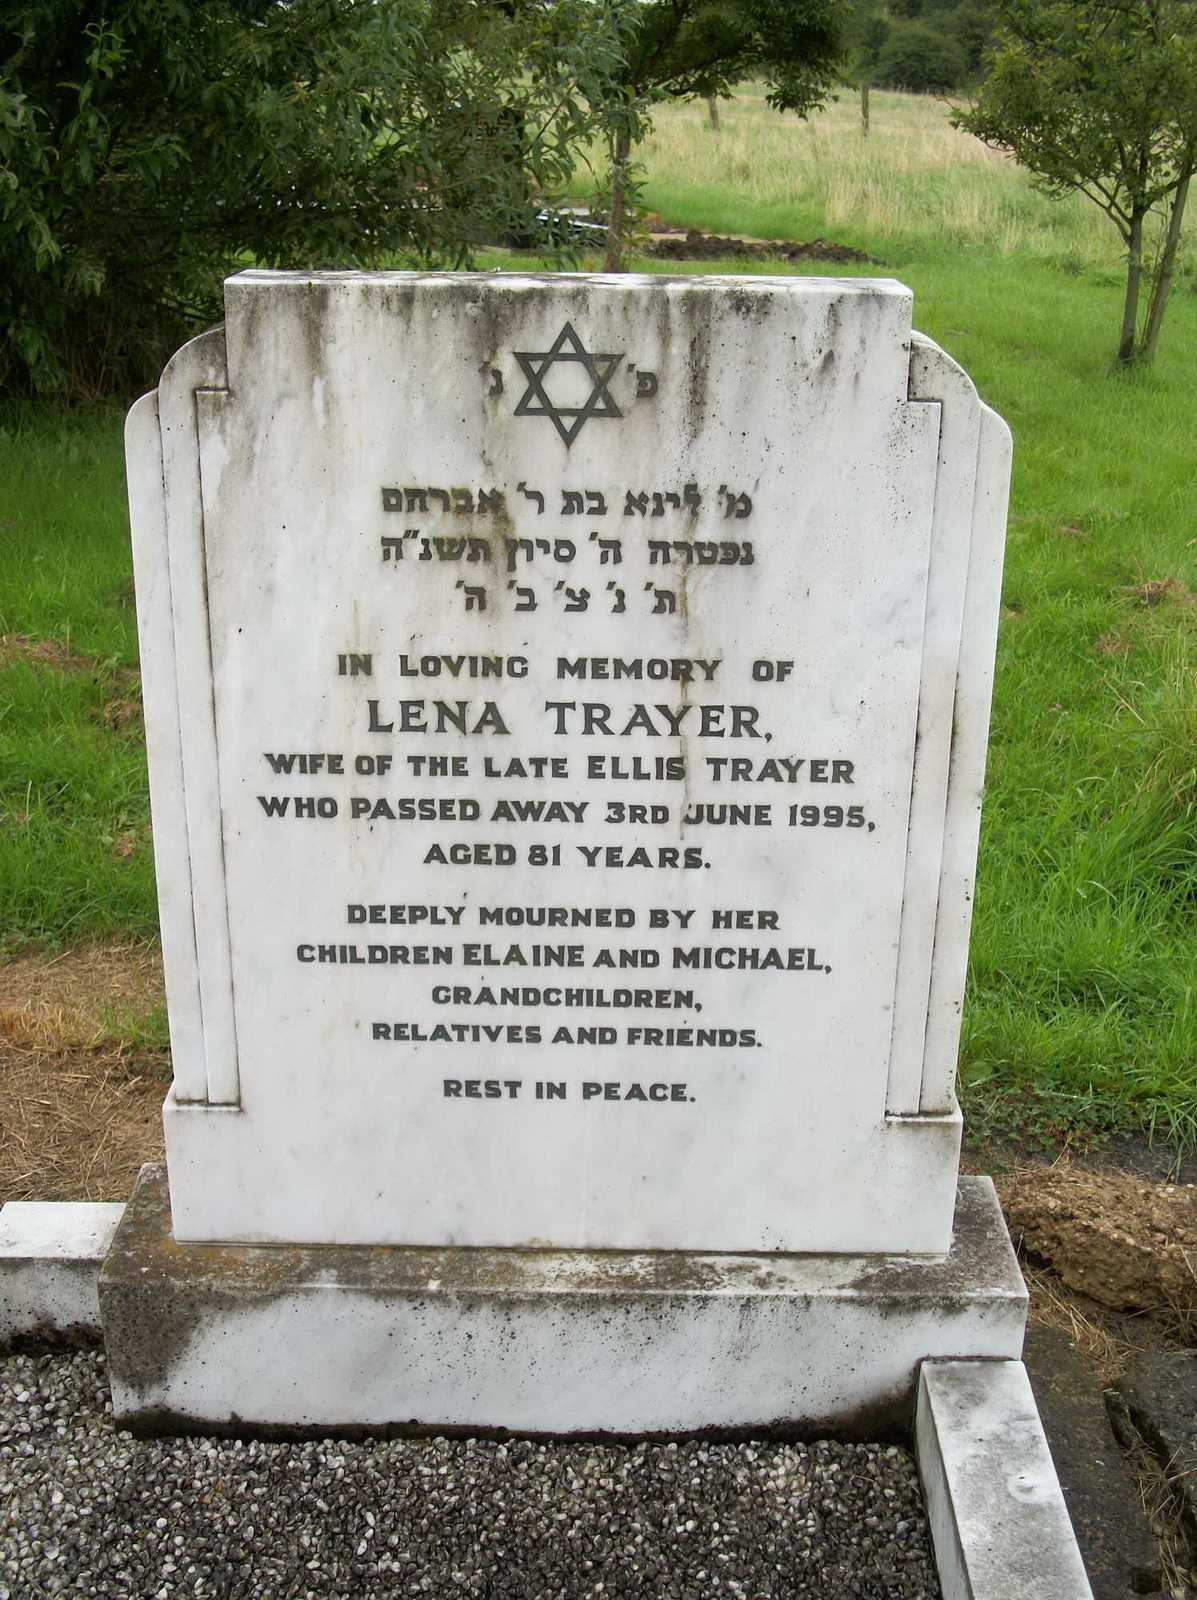 פ' נ'
מ' לינא בת ר' אברהם
נפטרה ה' סיון תשנ"ה
ת' נ' צ' ב' ה'
IN LOVING MEMORY OF
LENA TRAYER,
WIFE OF THE LATE ELLIS TRAYER
WHO PASSED AWAY 3RD JUNE 1995,
AGED 81 YEARS.
DEEPLY MOURNED BY HER
CHILDREN ELAINE AND MICHAEL,
GRANDCHILDREN,
RELATIVES AND FRIENDS.
REST IN PEACE.